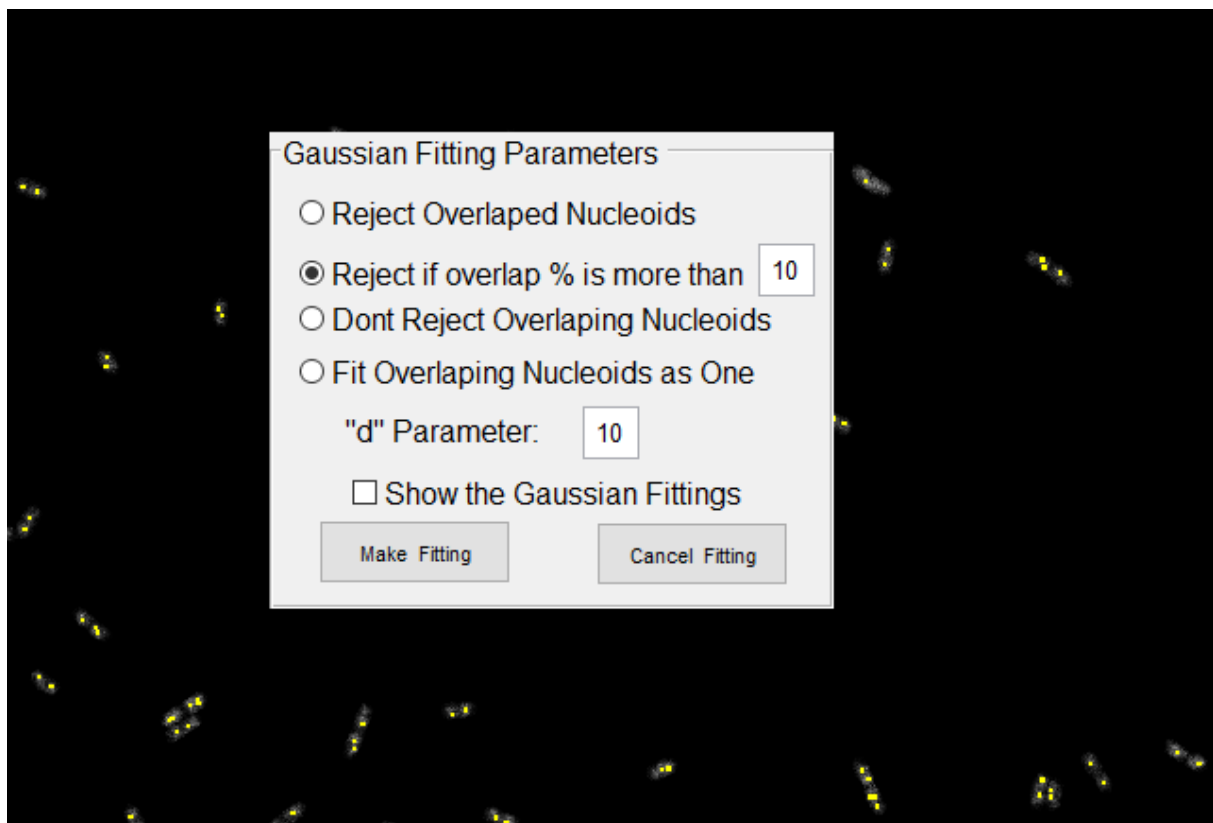 Gaussian Fitting Parameters
Reject Overlaped Nucleoids
Reject if overlap % is more than 10
Dont Reject Overlaping Nucleoids
Fit Overlaping Nucleoids as One
"d" Parameter: 10
Show the Gaussian Fittings
Make Fitting Cancel Fitting